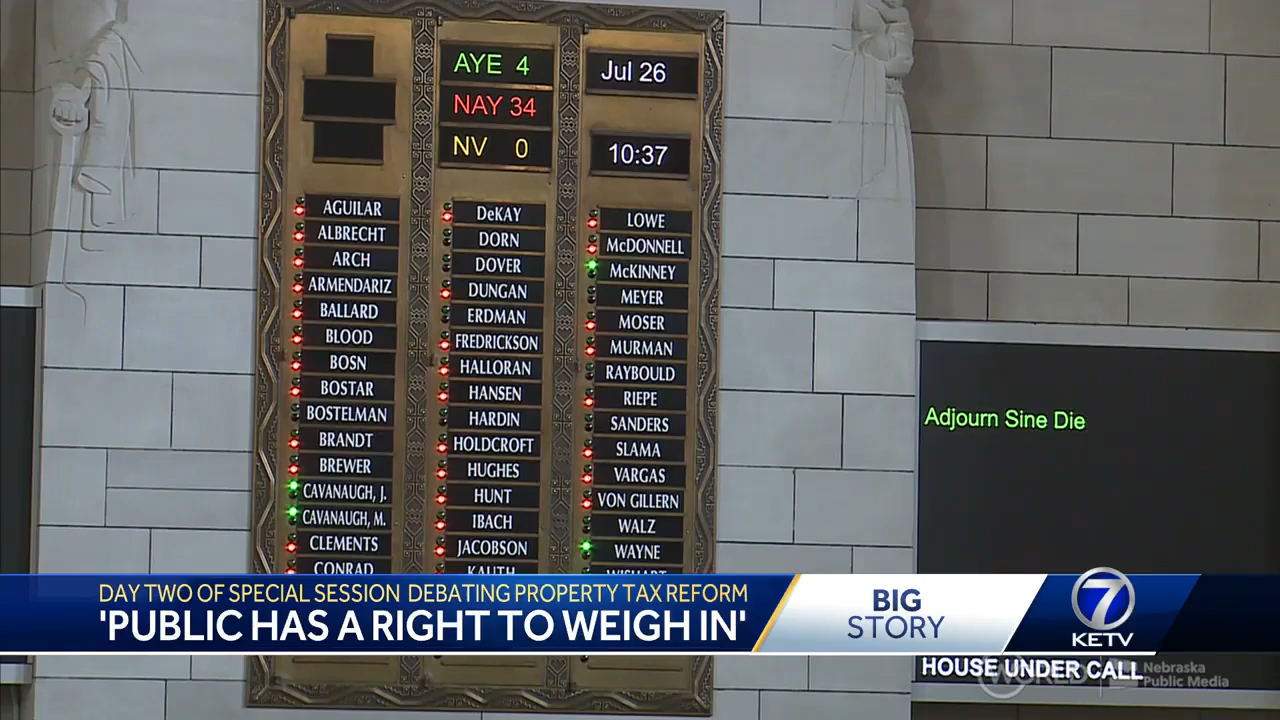 AYE 4
NAY 34
NV 0
Jul 26
10:37
AGUILAR
ALBRECHT
ARCH
ARMENDARIZ
BALLARD
BLOOD
BOSN
BOSTAR
BOSTELMAN
BRANDT
BREWER
CAVANAUGH, J.
CAVANAUGH, M.
CLEMENTS
CONRAD
DeKAY
DORN
DOVER
DUNGAN
ERDMAN
FREDRICKSON
HALLORAN
HANSEN
HARDIN
HOLDCROFT
HUGHES
HUNT
IBACH
JACOBSON
KAUTH
LOWE
McDONNELL
McKINNEY
MEYER
MOSER
MURMAN
RAYBOULD
RIEPE
SANDERS
SLAMA
VARGAS
VON GILLERN
WALZ
WAYNE
WISHART
Adjourn Sine Die
DAY TWO OF SPECIAL SESSION DEBATING PROPERTY TAX REFORM
'PUBLIC HAS A RIGHT TO WEIGH IN'
BIG
STORY
7
KETV
HOUSE UNDER CALL
WORLD
Nebraska
Public Media